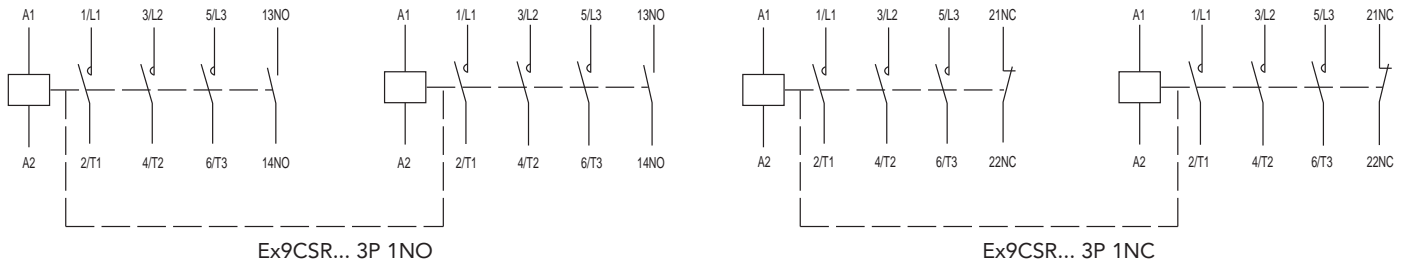 A1 1/L1 3/L2 5/L3 13NO A1 1/L1 3/L2 5/L3 13NO A1 1/L1 3/L2 5/L3 21NC A1 1/L1 3/L2 5/L3 21NC
A2 2/T1 4/T2 6/T3 14NO A2 2/T1 4/T2 6/T3 14NO A2 2/T1 4/T2 6/T3 22NC A2 2/T1 4/T2 6/T3 22NC
Ex9CSR... 3P 1NO Ex9CSR... 3P 1NC